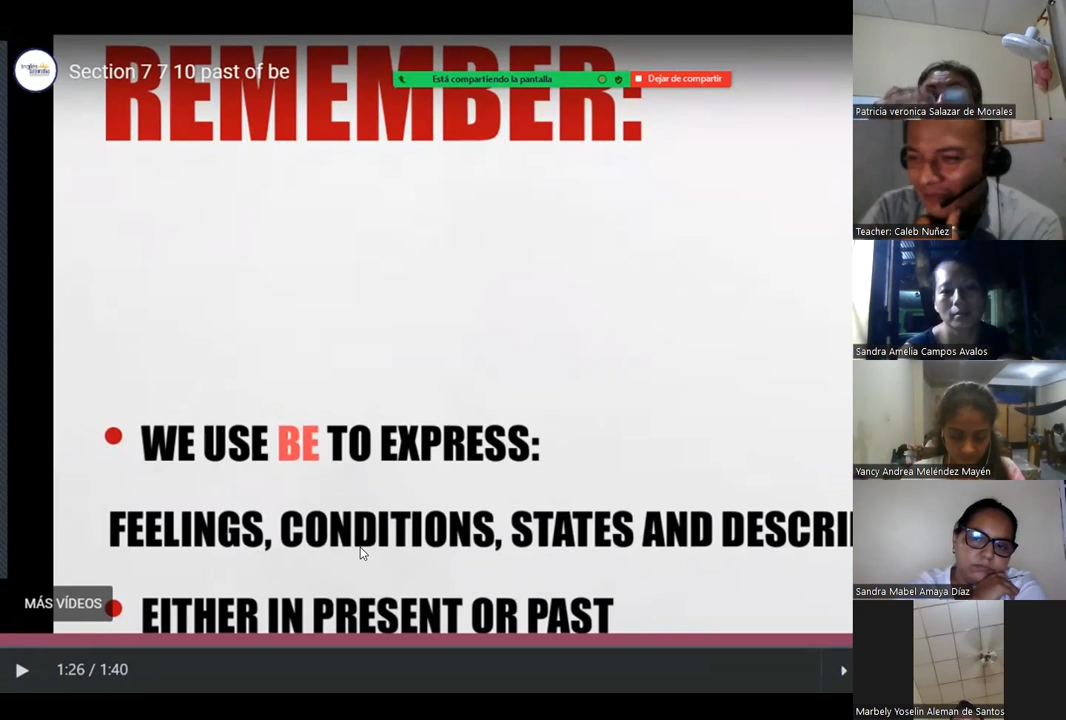 Section 7 7 10 past of be
Está compartiendo la pantalla
Dejar de compartir
REMEMBER:
WE USE BE TO EXPRESS:
FEELINGS, CONDITIONS, STATES AND DESCRI
EITHER IN PRESENT OR PAST
MÁS VÍDEOS
1:26 / 1:40
Patricia veronica Salazar de Morales
Teacher: Caleb Nuñez
Sandra Amelia Campos Avalos
Yancy Andrea Meléndez Mayén
Sandra Mabel Amaya Díaz
Marbely Yoselin Aleman de Santos